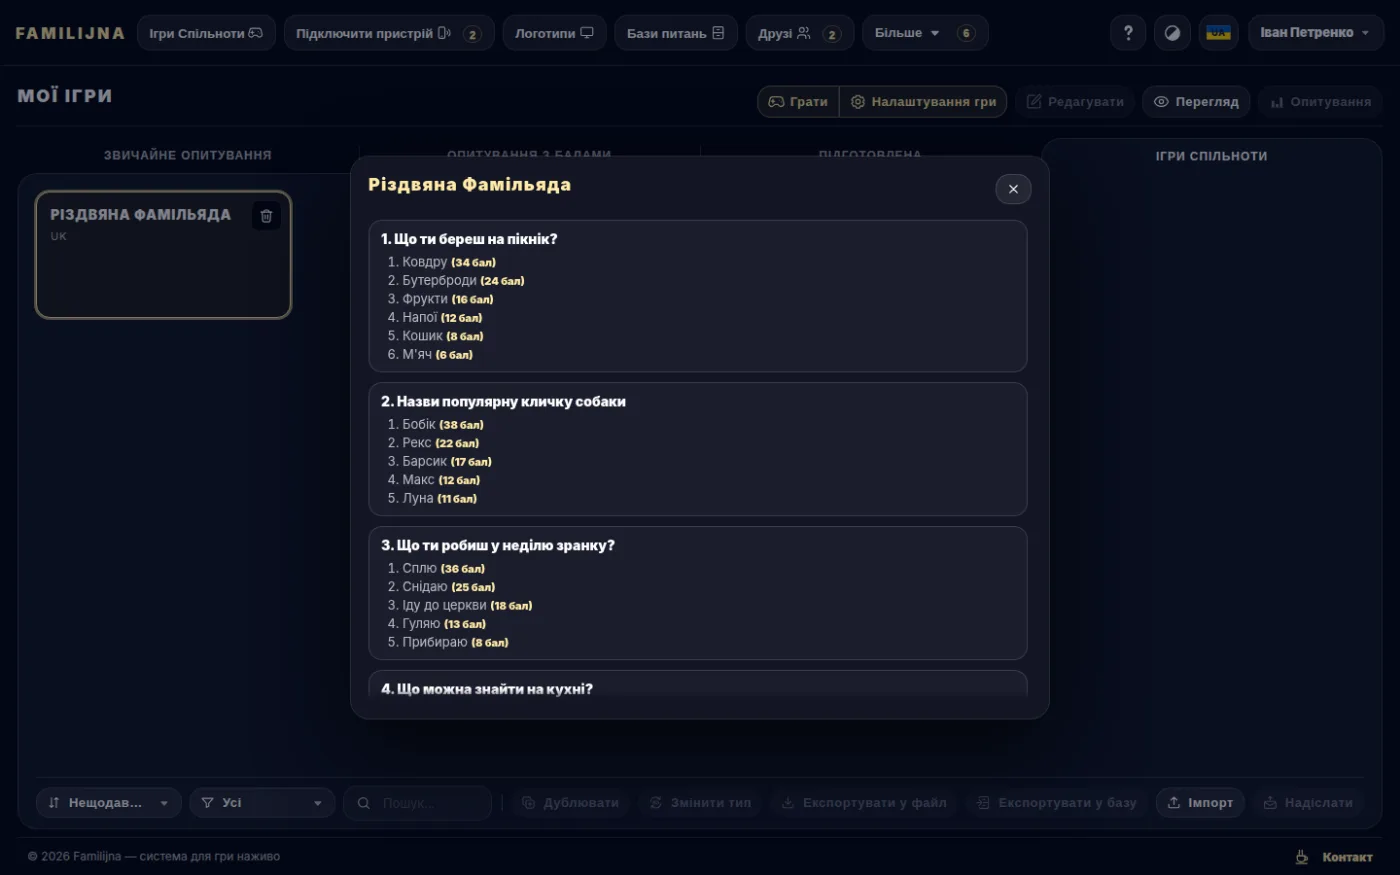 FAMILIJNA
Ігри Спільноти
Підключити пристрій 2
Логотипи
Бази питань
Друзі 2
Більше 6
?
UA
Іван Петренко
МОЇ ІГРИ
Грати
Налаштування гри
Редагувати
Перегляд
Опитування
ЗВИЧАЙНЕ ОПИТУВАННЯ
ОПИТУВАННЯ З БАЛАМИ
ПІДГОТОВЛЕНА
ІГРИ СПІЛЬНОТИ
РІЗДВЯНА ФАМІЛЬЯДА
UK
Різдвяна Фамільяда
1. Що ти береш на пікнік?
1. Ковдру (34 бал)
2. Бутерброди (24 бал)
3. Фрукти (16 бал)
4. Напої (12 бал)
5. Кошик (8 бал)
6. М'яч (6 бал)
2. Назви популярну кличку собаки
1. Бобік (38 бал)
2. Рекс (22 бал)
3. Барсик (17 бал)
4. Макс (12 бал)
5. Луна (11 бал)
3. Що ти робиш у неділю зранку?
1. Сплю (36 бал)
2. Снідаю (25 бал)
3. Іду до церкви (18 бал)
4. Гуляю (13 бал)
5. Прибираю (8 бал)
4. Що можна знайти на кухні?
Нещодав...
Усі
Пошук...
Дублювати
Змінити тип
Експортувати у файл
Експортувати у базу
Імпорт
Надіслати
© 2026 Familijna — система для гри наживо
Контакт